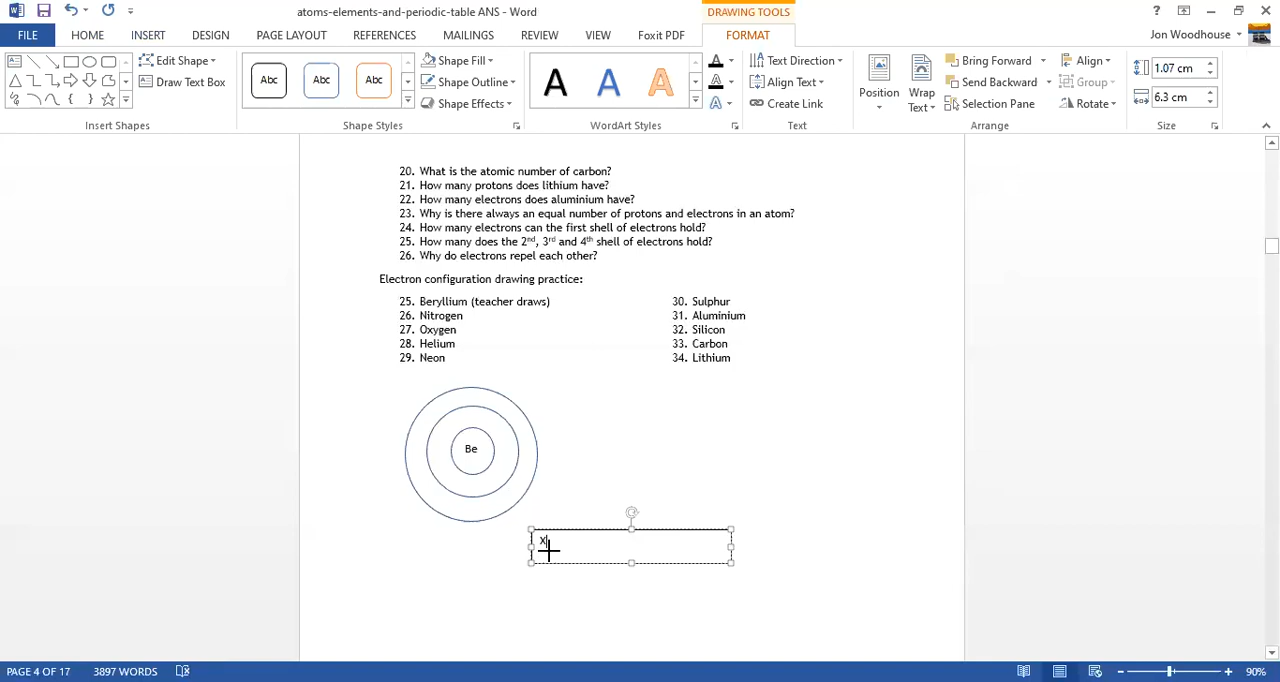 atoms-elements-and-periodic-table ANS - Word
DRAWING TOOLS
?
FILE
HOME
INSERT
DESIGN
PAGE LAYOUT
REFERENCES
MAILINGS
REVIEW
VIEW
Foxit PDF
FORMAT
Jon Woodhouse
Edit Shape
Draw Text Box
Insert Shapes
Abc
Abc
Abc
Shape Fill
Shape Outline
Shape Effects
Shape Styles
A
A
A
WordArt Styles
Text Direction
Align Text
Create Link
Text
Position
Wrap Text
Bring Forward
Send Backward
Selection Pane
Align
Group
Rotate
Arrange
1.07 cm
6.3 cm
Size
20. What is the atomic number of carbon?
21. How many protons does lithium have?
22. How many electrons does aluminium have?
23. Why is there always an equal number of protons and electrons in an atom?
24. How many electrons can the first shell of electrons hold?
25. How many does the 2nd, 3rd and 4th shell of electrons hold?
26. Why do electrons repel each other?
Electron configuration drawing practice:
25. Beryllium (teacher draws)
26. Nitrogen
27. Oxygen
28. Helium
29. Neon
30. Sulphur
31. Aluminium
32. Silicon
33. Carbon
34. Lithium
Be
X
PAGE 4 OF 17
3897 WORDS
90%